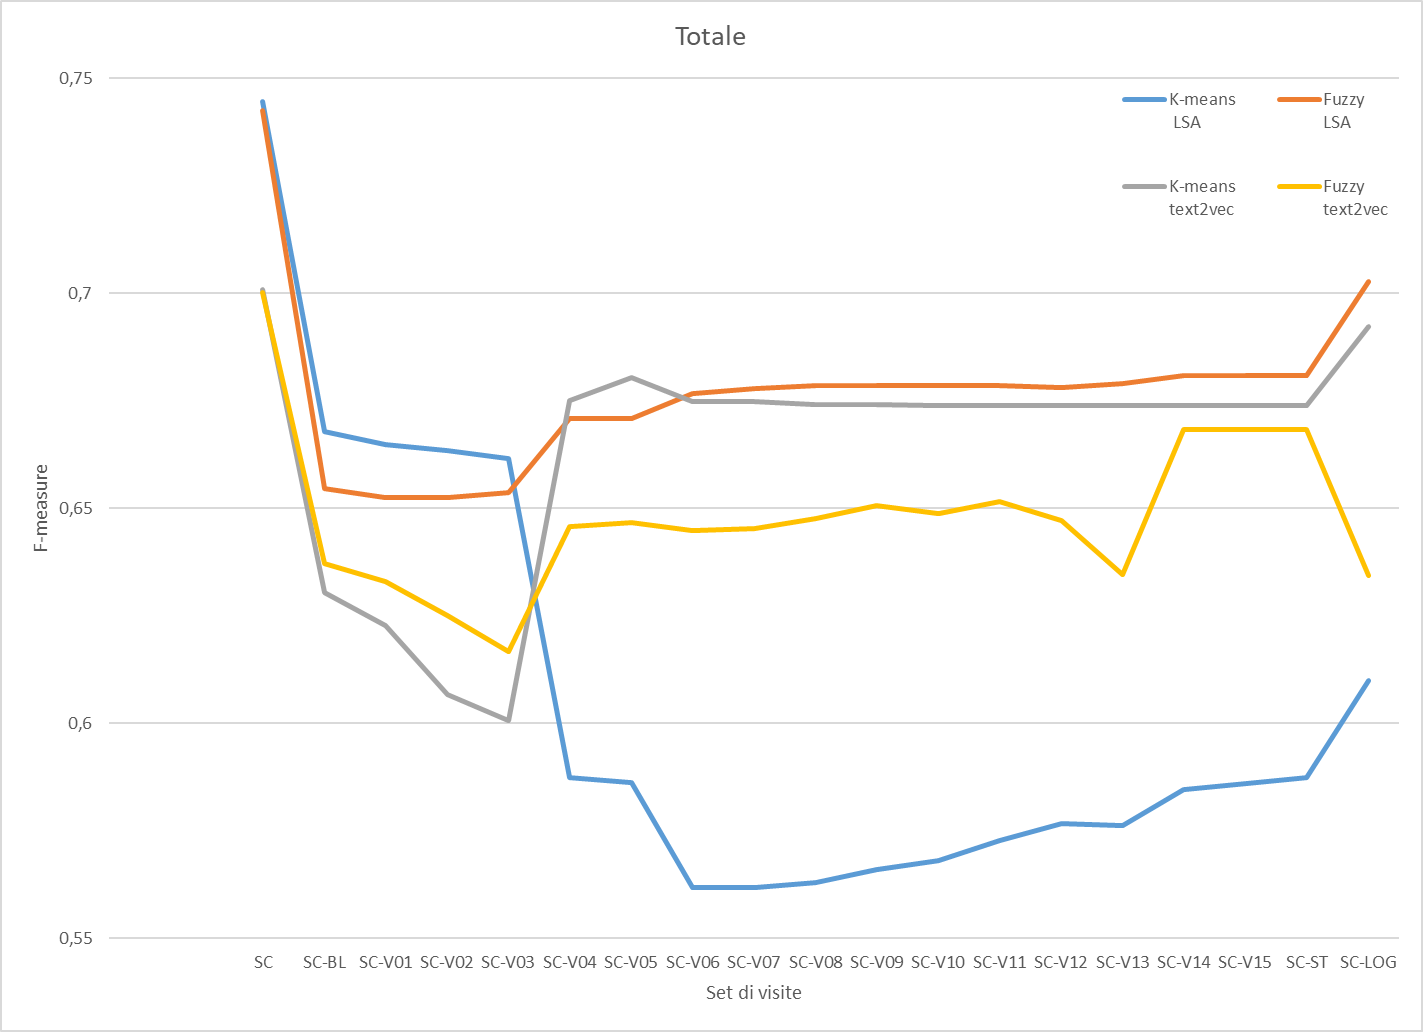 Totale
0,75
0,7
0,65
0,6
0,55
F-measure
K-means
LSA
Fuzzy
LSA
K-means
text2vec
Fuzzy
text2vec
SC SC-BL SC-V01 SC-V02 SC-V03 SC-V04 SC-V05 SC-V06 SC-V07 SC-V08 SC-V09 SC-V10 SC-V11 SC-V12 SC-V13 SC-V14 SC-V15 SC-ST SC-LOG
Set di visite